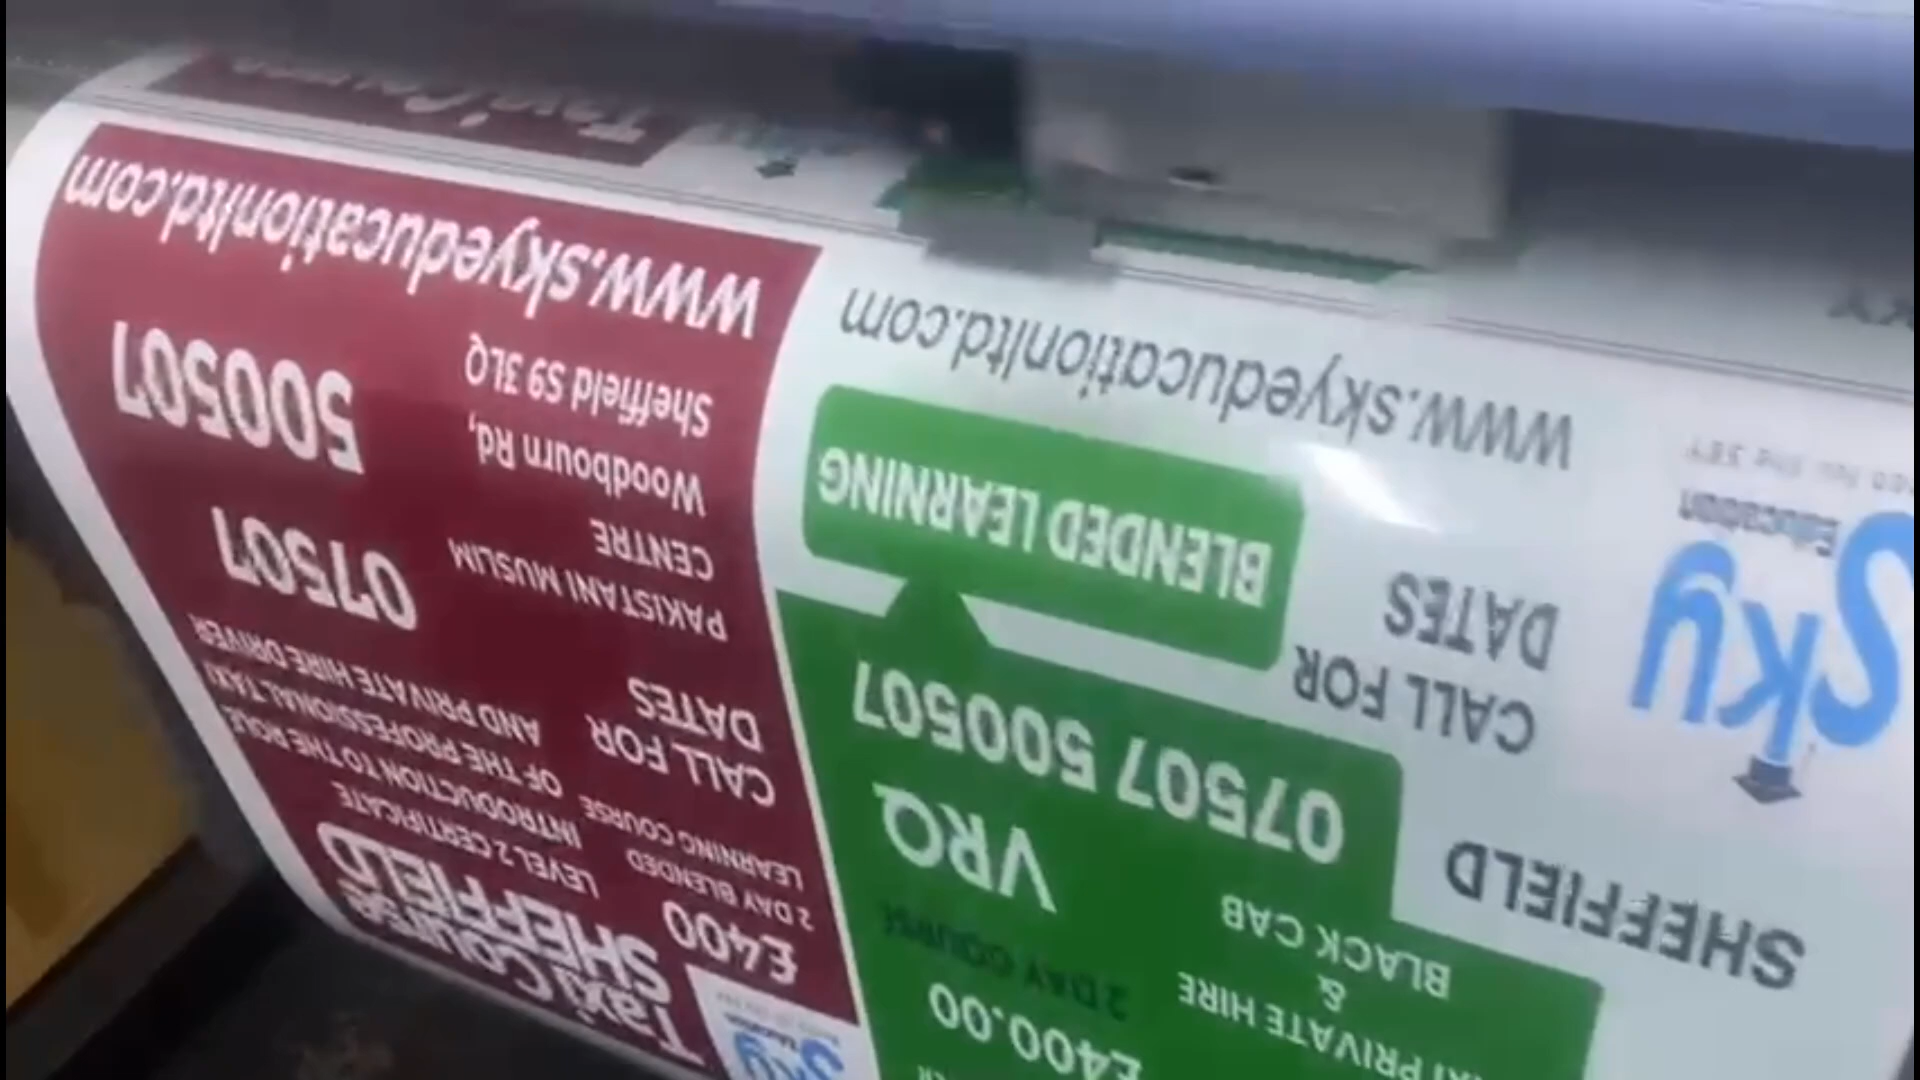 Taxi Course
SHEFFIELD
Sky
£400
2 DAY BLENDED
LEARNING COURSE
LEVEL 2 CERTIFICATE
INTRODUCTION TO THE ROLE
OF THE PROFESSIONAL TAXI
AND PRIVATE HIRE DRIVER
CALL FOR
DATES
PAKISTANI MUSLIM
CENTRE
Woodbourn Rd,
Sheffield S9 3LQ
07507
500507
www.skyeducationltd.com
£400.00
2 DAY COURSE
VRQ
PRIVATE HIRE
&
BLACK CAB
07507 500507
BLENDED LEARNING
SHEFFIELD
CALL FOR
DATES
Sky
Education
www.skyeducationltd.com
Taxi Course